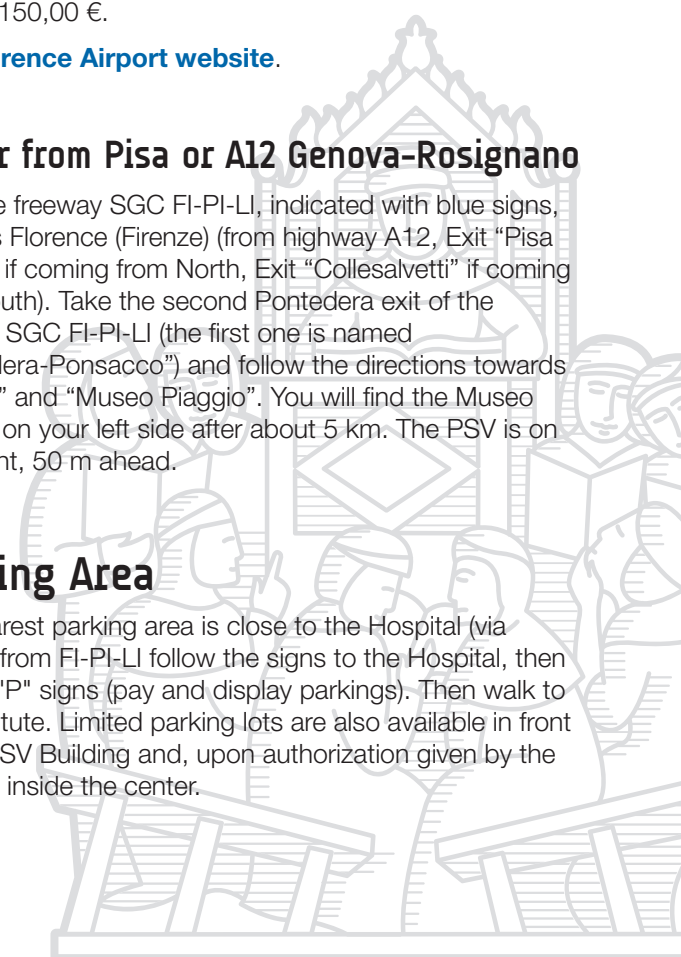 150,00 €.
rence Airport website.
r from Pisa or A12 Genova-Rosignano
e freeway SGC FI-PI-LI, indicated with blue signs,
s Florence (Firenze) (from highway A12, Exit “Pisa
if coming from North, Exit “Collesalvetti” if coming
uth). Take the second Pontedera exit of the
SGC FI-PI-LI (the first one is named
lera-Ponsacco”) and follow the directions towards
” and “Museo Piaggio”. You will find the Museo
on your left side after about 5 km. The PSV is on
nt, 50 m ahead.
ing Area
arest parking area is close to the Hospital (via
from FI-PI-LI follow the signs to the Hospital, then
"P" signs (pay and display parkings). Then walk to
tute. Limited parking lots are also available in front
SV Building and, upon authorization given by the
inside the center.